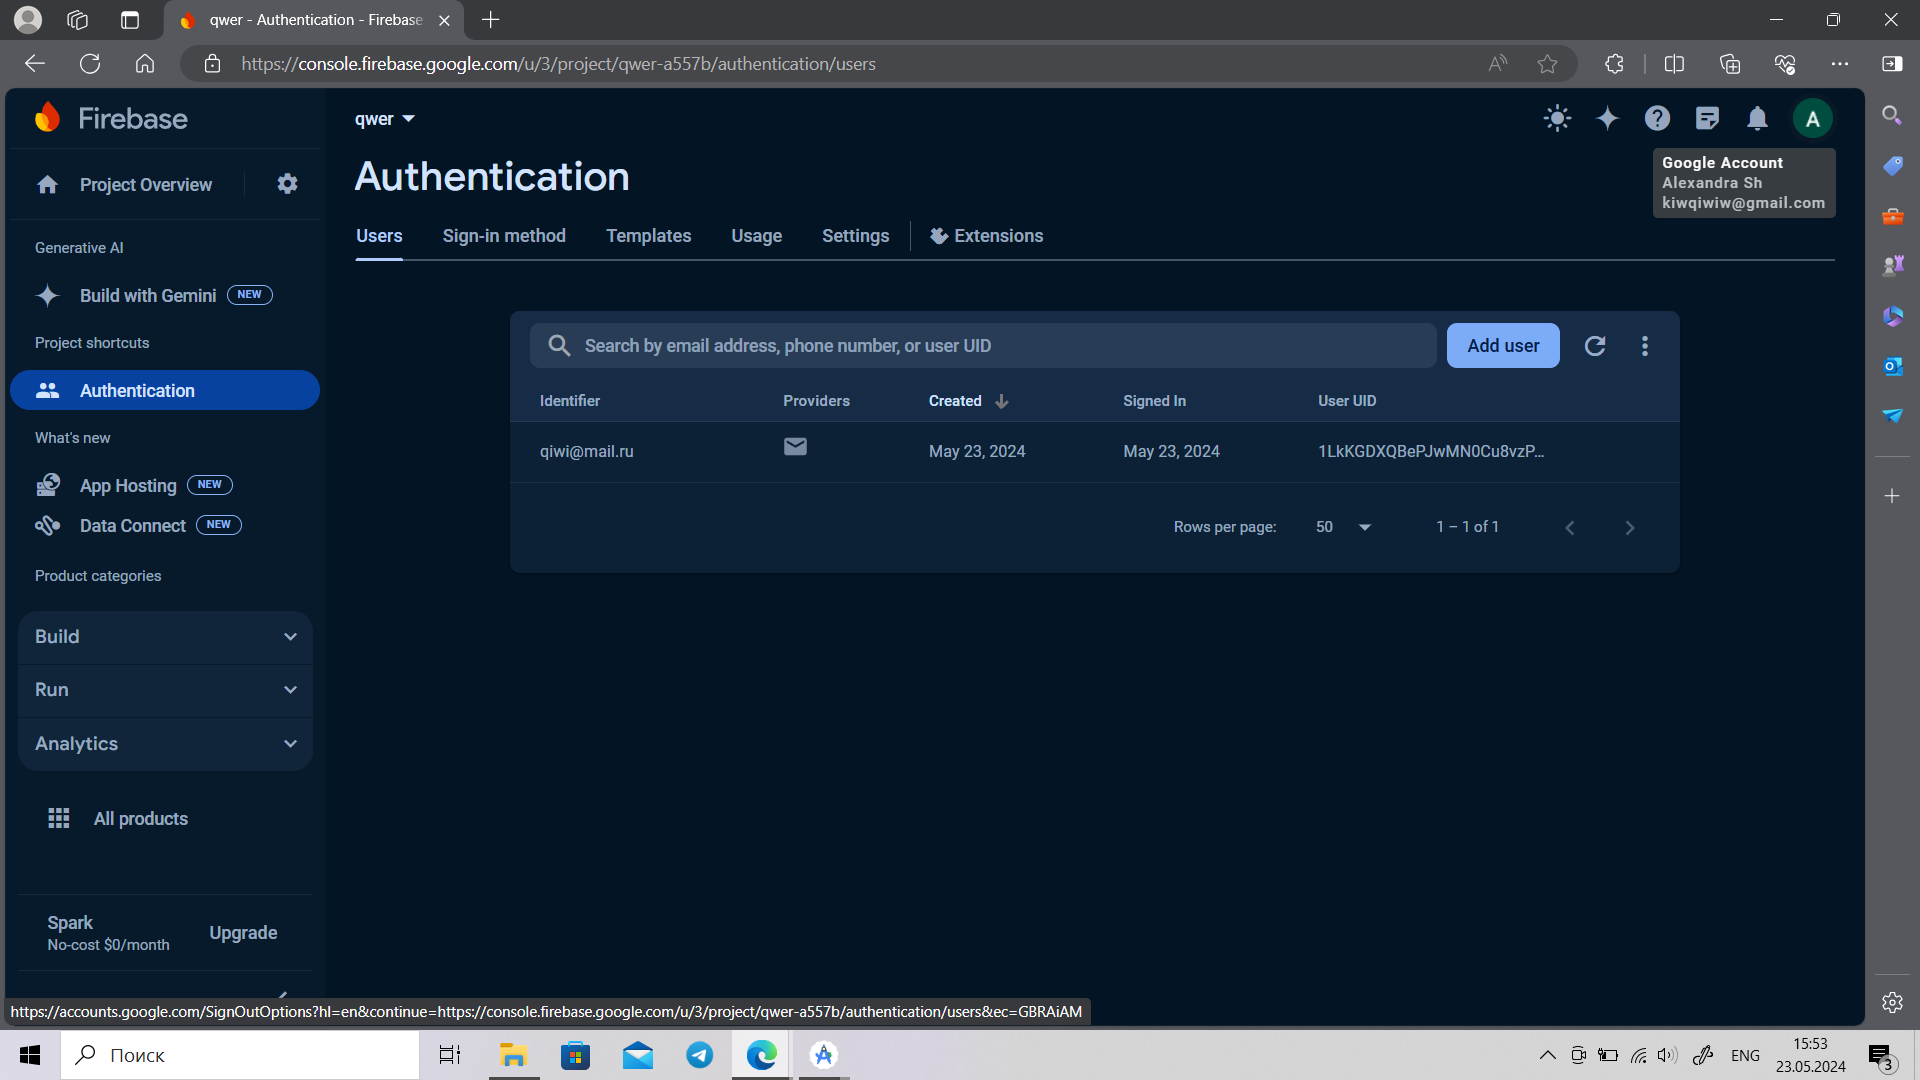 qwer - Authentication - Firebase
https://console.firebase.google.com/u/3/project/qwer-a557b/authentication/users
Firebase
qwer
A
Google Account
Alexandra Sh
kiwqiwiw@gmail.com
Project Overview
Authentication
Users
Sign-in method
Templates
Usage
Settings
Extensions
Generative AI
Build with Gemini
NEW
Project shortcuts
Authentication
What's new
App Hosting
NEW
Data Connect
NEW
Product categories
Build
Run
Analytics
All products
Spark
No-cost $0/month
Upgrade
Search by email address, phone number, or user UID
Add user
Identifier
Providers
Created
Signed In
User UID
qiwi@mail.ru
May 23, 2024
May 23, 2024
1LkKGDXQBePJwMN0Cu8vzP...
Rows per page:
50
1 – 1 of 1
https://accounts.google.com/SignOutOptions?hl=en&continue=https://console.firebase.google.com/u/3/project/qwer-a557b/authentication/users&ec=GBRAiAM
Поиск
ENG
15:53
23.05.2024
3